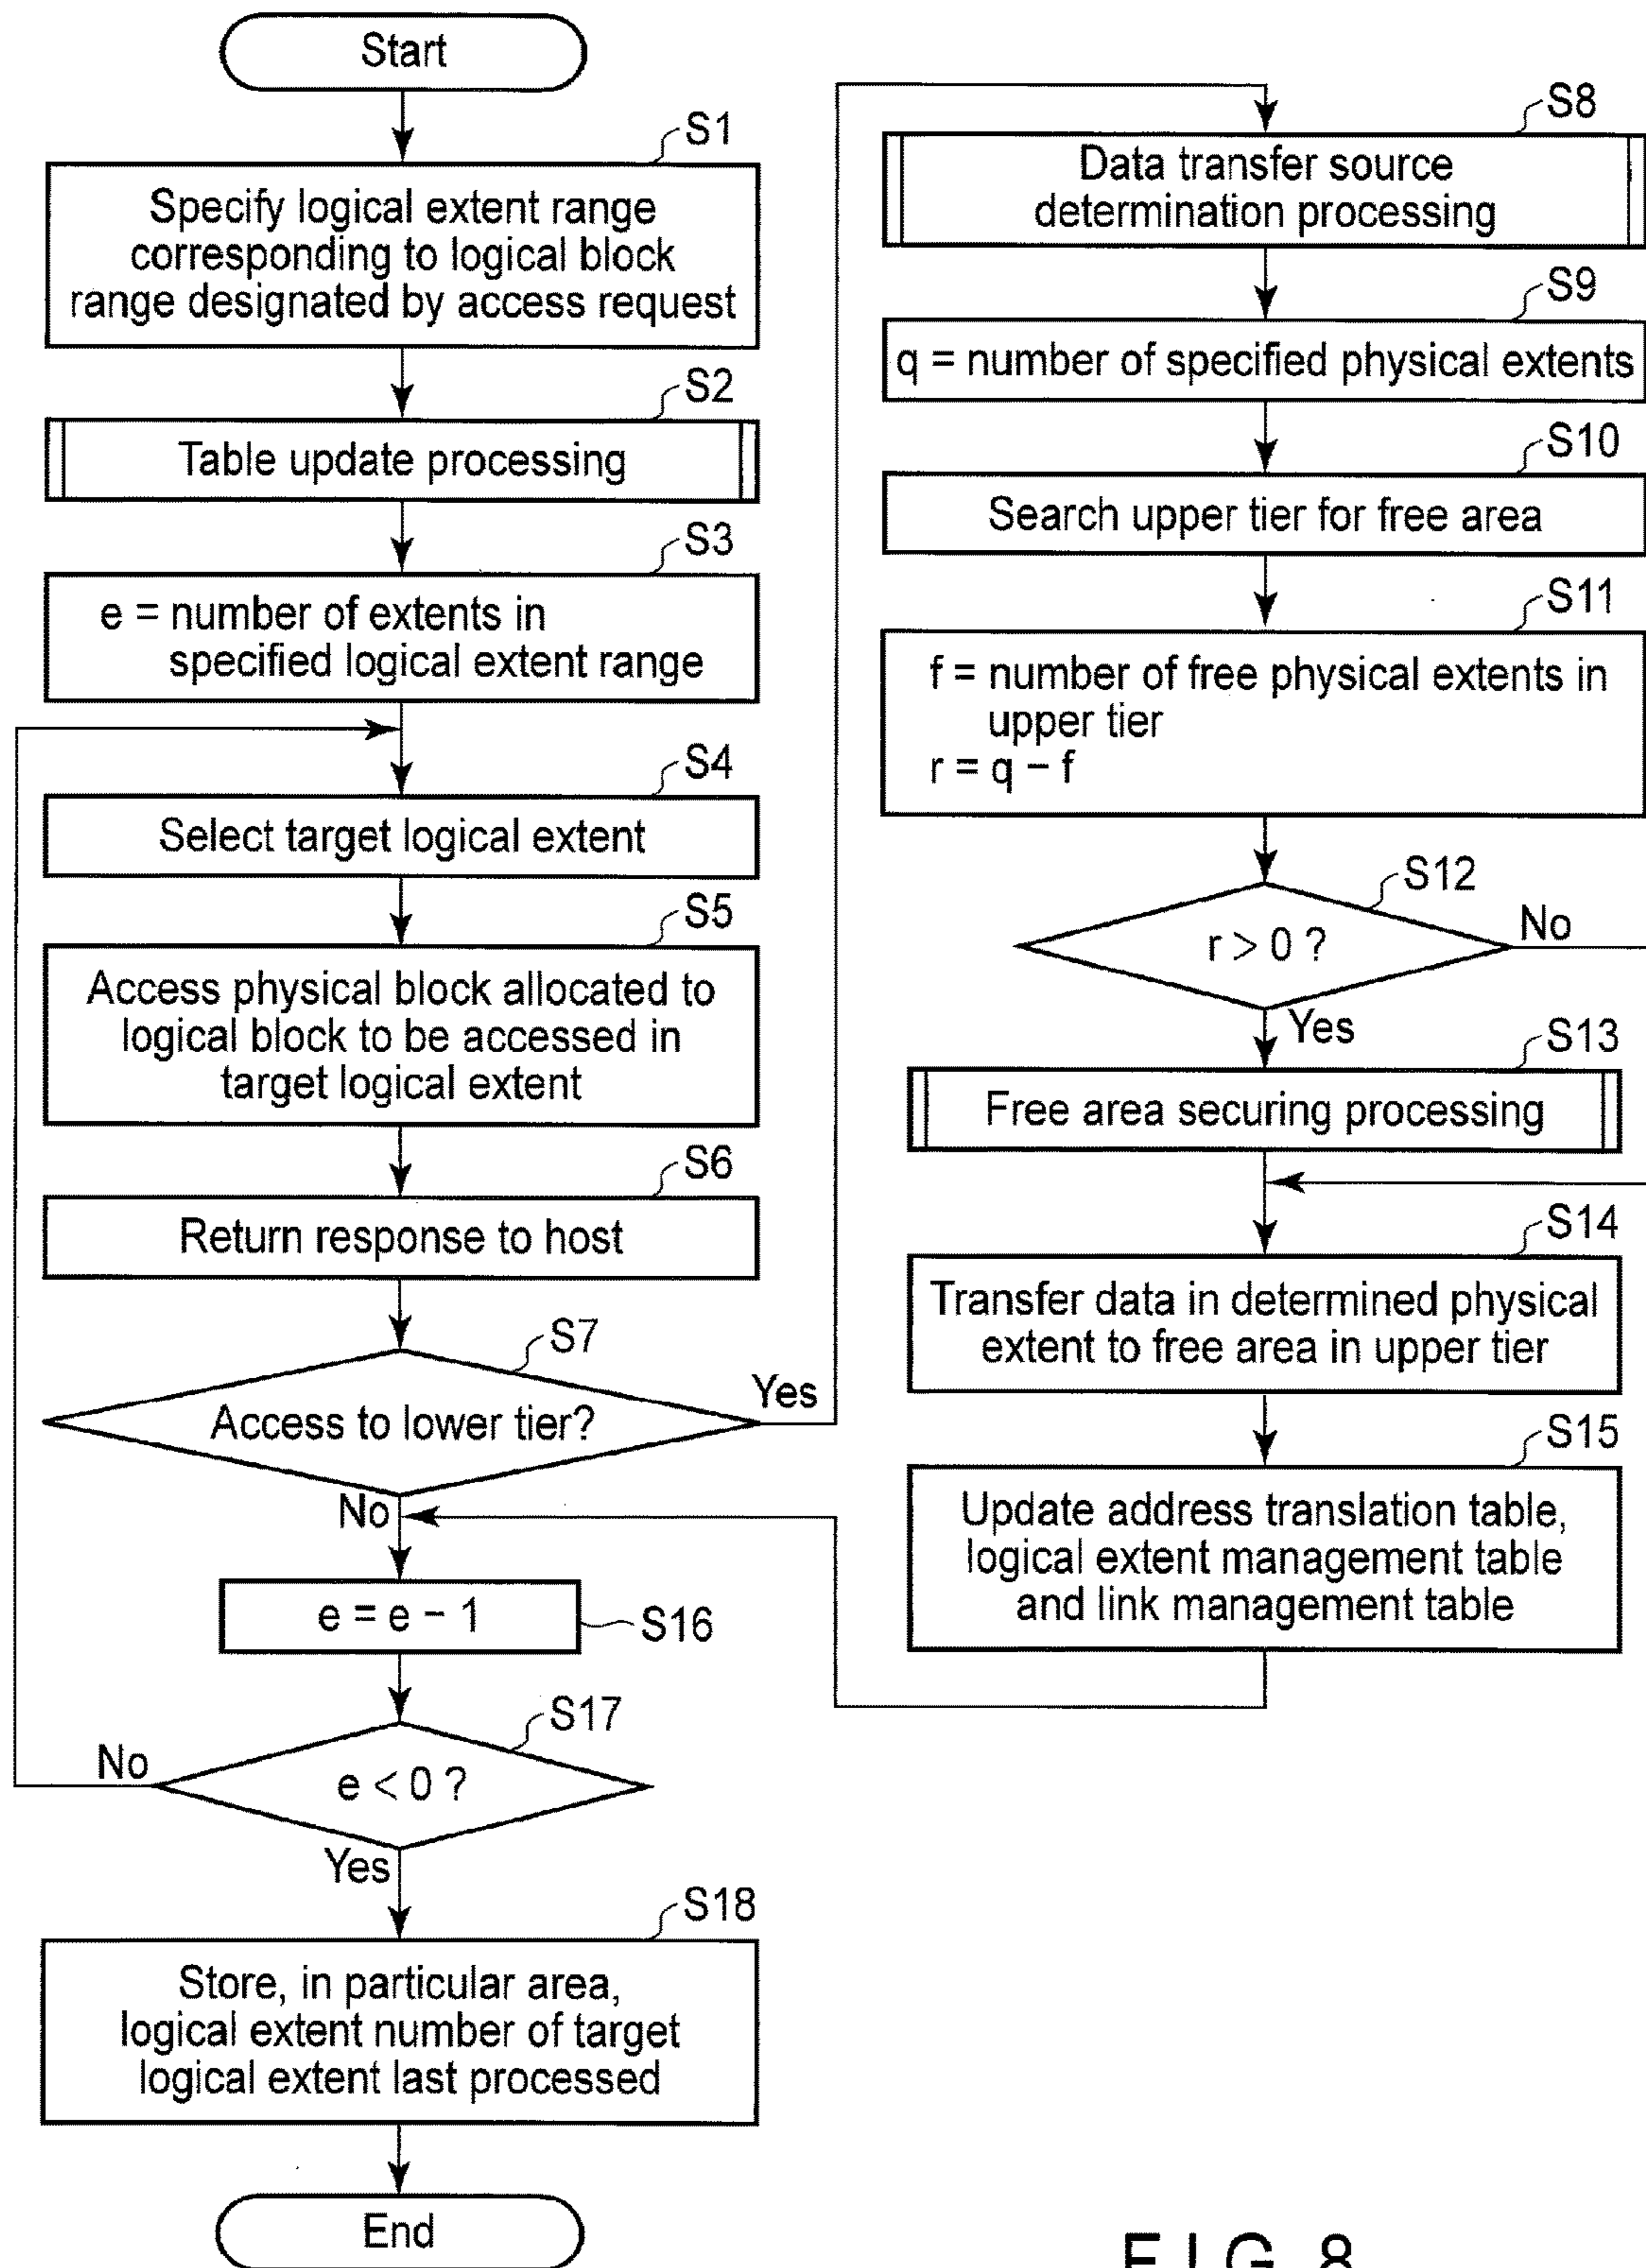 Start
S1
Specify logical extent range
corresponding to logical block
range designated by access request
S2
Table update processing
S3
e = number of extents in
specified logical extent range
S4
Select target logical extent
S5
Access physical block allocated to
logical block to be accessed in
target logical extent
S6
Return response to host
S7
Access to lower tier?
Yes
No
e = e − 1
S16
S17
e < 0 ?
No
Yes
S18
Store, in particular area,
logical extent number of target
logical extent last processed
End
S8
Data transfer source
determination processing
S9
q = number of specified physical extents
S10
Search upper tier for free area
S11
f = number of free physical extents in
upper tier
r = q − f
S12
r > 0 ?
No
Yes
S13
Free area securing processing
S14
Transfer data in determined physical
extent to free area in upper tier
S15
Update address translation table,
logical extent management table
and link management table
FIG. 8